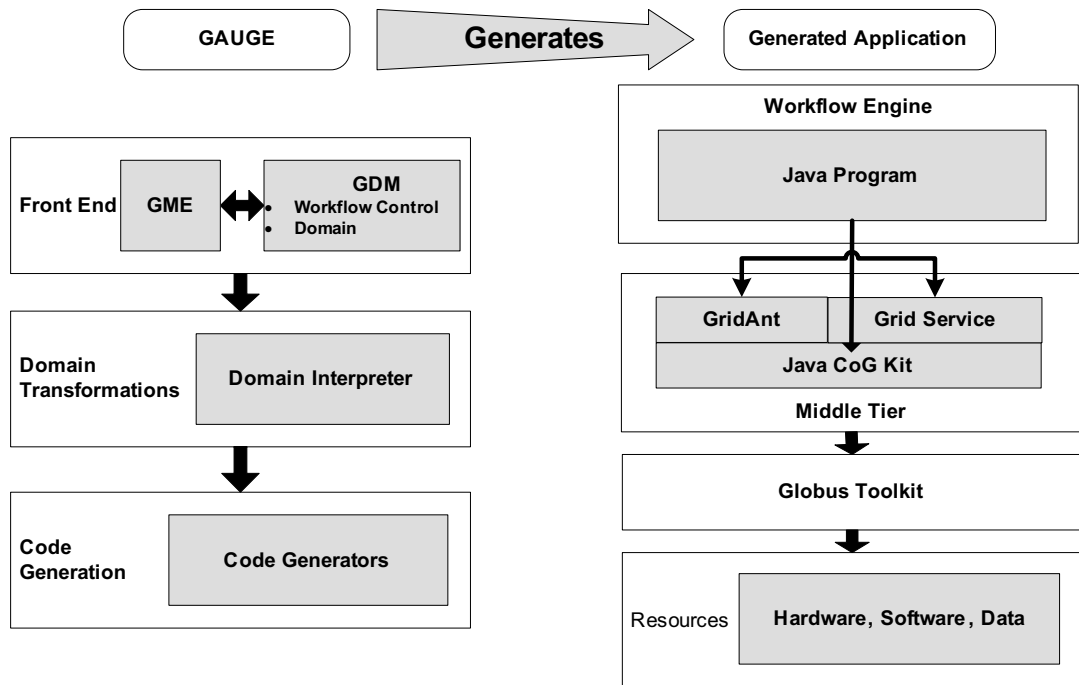 GAUGE
Generates
Generated Application
Front End
GME
GDM
• Workflow Control
• Domain
Domain
Transformations
Domain Interpreter
Code
Generation
Code Generators
Workflow Engine
Java Program
GridAnt
Grid Service
Java CoG Kit
Middle Tier
Globus Toolkit
Resources
Hardware, Software, Data